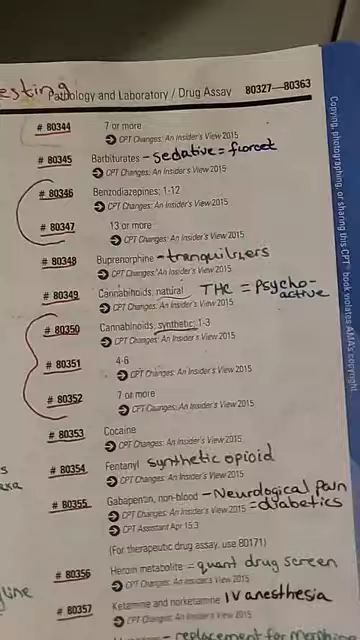 esting
Pathology and Laboratory / Drug Assay 80327—80363
# 80344 7 or more
CPT Changes: An Insider's View 2015
# 80345 Barbiturates – sedative = fioricet
CPT Changes: An Insider's View 2015
# 80346 Benzodiazepines; 1-12
CPT Changes: An Insider's View 2015
# 80347 13 or more
CPT Changes: An Insider's View 2015
# 80348 Buprenorphine – tranquilizers
CPT Changes: An Insider's View 2015
# 80349 Cannabinoids, natural THC = Psycho-
active
CPT Changes: An Insider's View 2015
# 80350 Cannabinoids, synthetic; 1-3
CPT Changes: An Insider's View 2015
# 80351 4-6
CPT Changes: An Insider's View 2015
# 80352 7 or more
CPT Changes: An Insider's View 2015
# 80353 Cocaine
CPT Changes: An Insider's View 2015
# 80354 Fentanyl synthetic opioid
CPT Changes: An Insider's View 2015
# 80355 Gabapentin, non-blood – Neurological Pain
CPT Changes: An Insider's View 2015 = diabetics
CPT Assistant Apr 15:3
(For therapeutic drug assay, use 80171)
# 80356 Heroin metabolite = quant drug screen
CPT Changes: An Insider's View 2015
# 80357 Ketamine and norketamine IV anesthesia
CPT Changes: An Insider's View 2015
replacement for morphine
Copying, photographing, or sharing this CPT® book violates AMA's copyright.